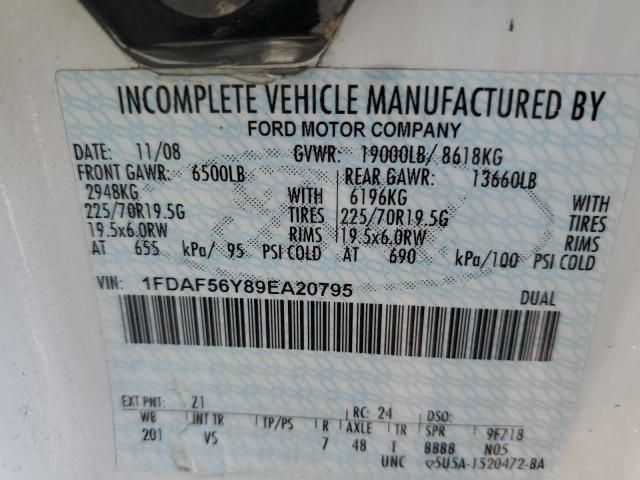 INCOMPLETE VEHICLE MANUFACTURED BY
FORD MOTOR COMPANY
DATE: 11/08 GVWR: 19000LB/ 8618KG
FRONT GAWR: 6500LB REAR GAWR: 13660LB
2948KG WITH 6196KG WITH
225/70R19.5G TIRES 225/70R19.5G TIRES
19.5x6.0RW RIMS 19.5x6.0RW RIMS
AT 655 kPa/ 95 PSI COLD AT 690 kPa/100 PSI COLD
VIN: 1FDAF56Y89EA20795 DUAL
EXT PNT: Z1 RC: 24 DSO:
WB INT TR TP/PS R AXLE TR SPR 9F718
201 VS 7 48 T BBBB N05
UNC ▽5U5A-1520472-BA